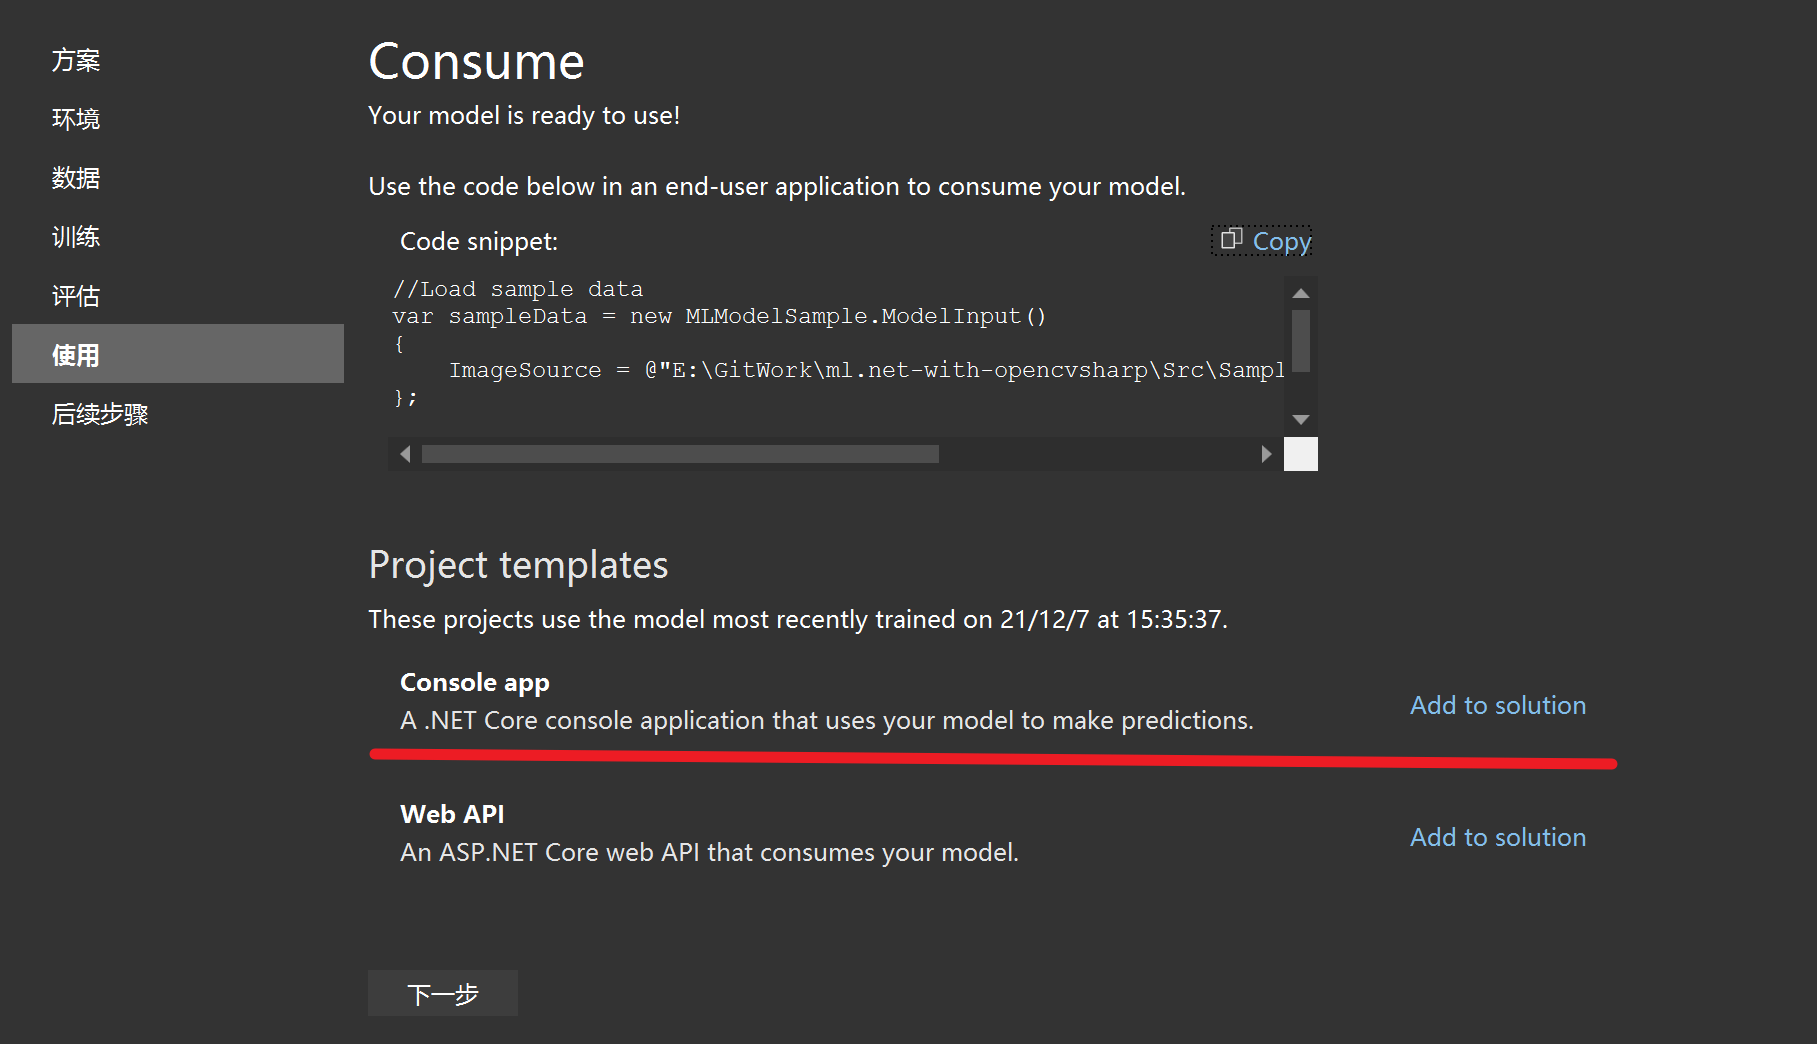 方案
环境
数据
训练
评估
使用
后续步骤
Consume
Your model is ready to use!
Use the code below in an end-user application to consume your model.
Code snippet:
Copy
//Load sample data
var sampleData = new MLModelSample.ModelInput()
{
    ImageSource = @"E:\GitWork\ml.net-with-opencvsharp\Src\Sampl
};
Project templates
These projects use the model most recently trained on 21/12/7 at 15:35:37.
Console app
A .NET Core console application that uses your model to make predictions.
Add to solution
Web API
An ASP.NET Core web API that consumes your model.
Add to solution
下一步